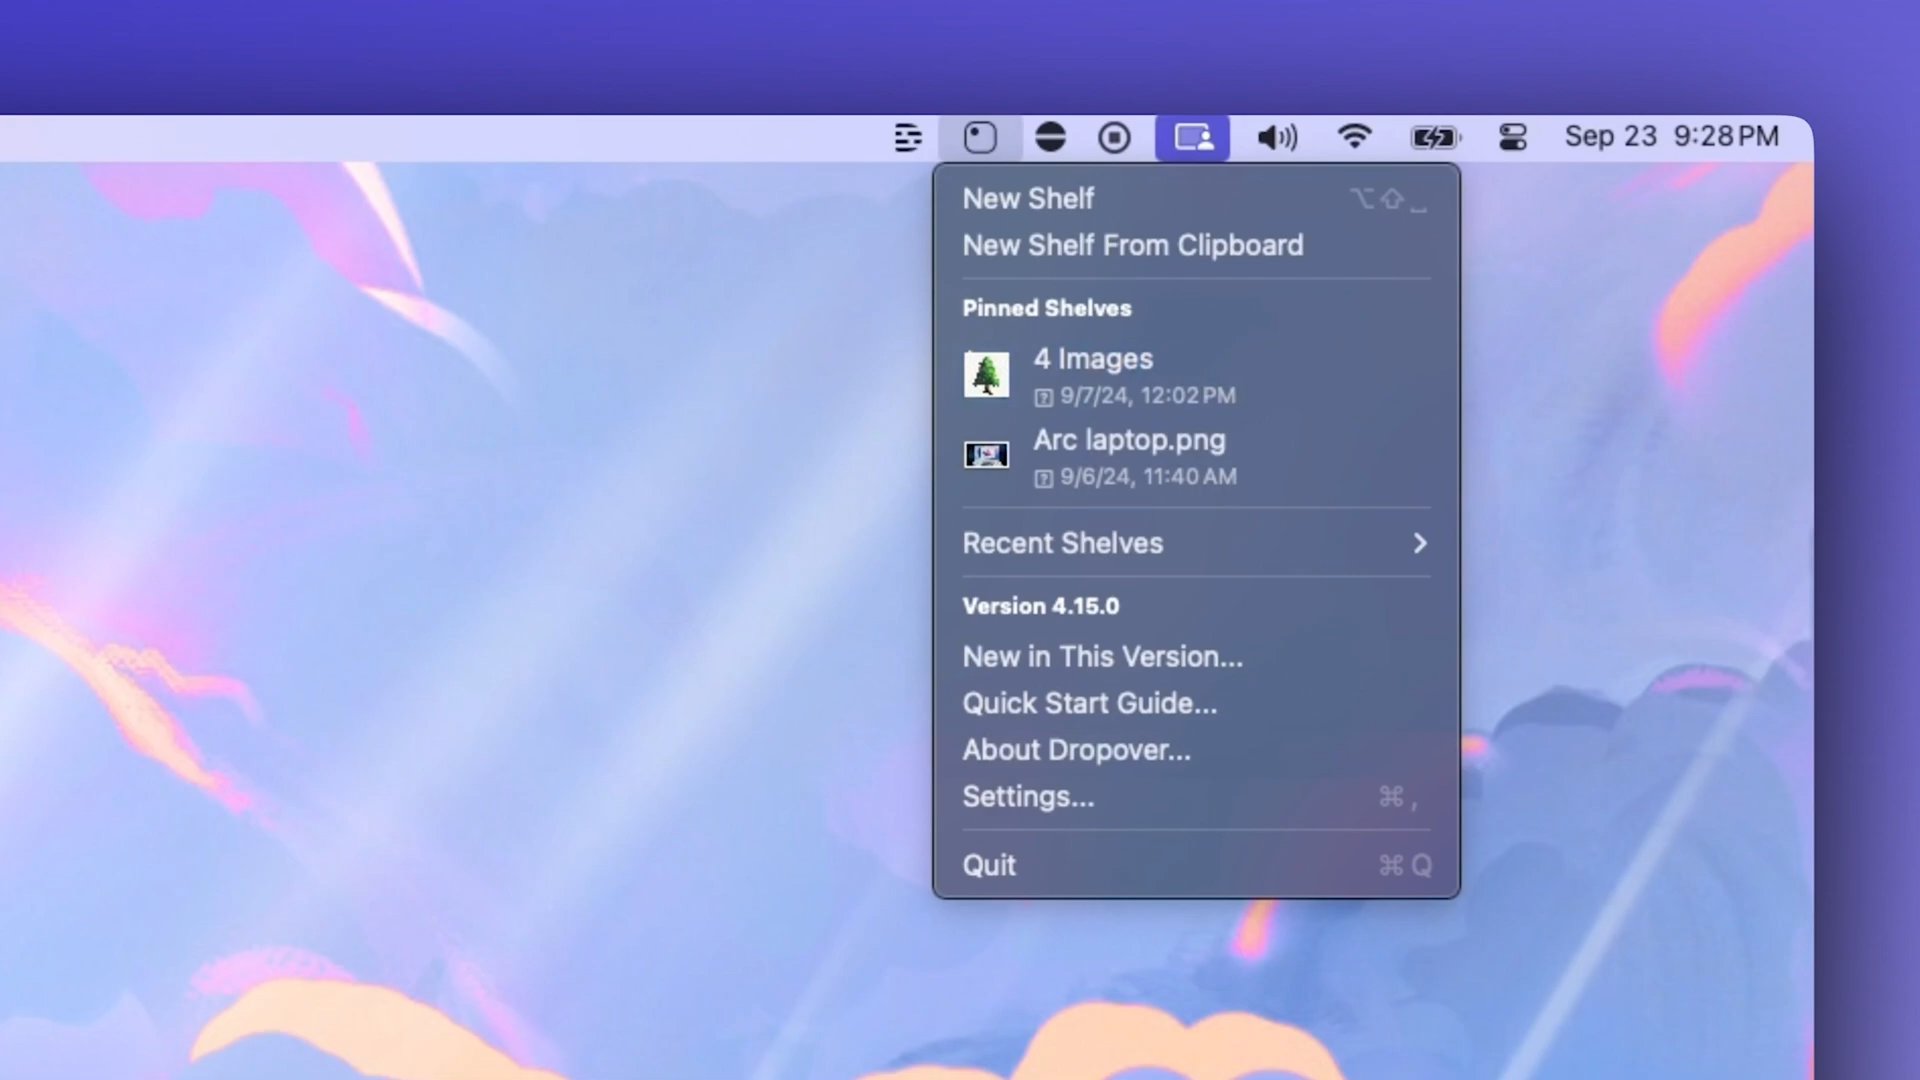 Sep 23 9:28 PM
New Shelf ⌥⇧⎵
New Shelf From Clipboard
Pinned Shelves
4 Images
9/7/24, 12:02 PM
Arc laptop.png
9/6/24, 11:40 AM
Recent Shelves
Version 4.15.0
New in This Version...
Quick Start Guide...
About Dropover...
Settings... ⌘ ,
Quit ⌘ Q